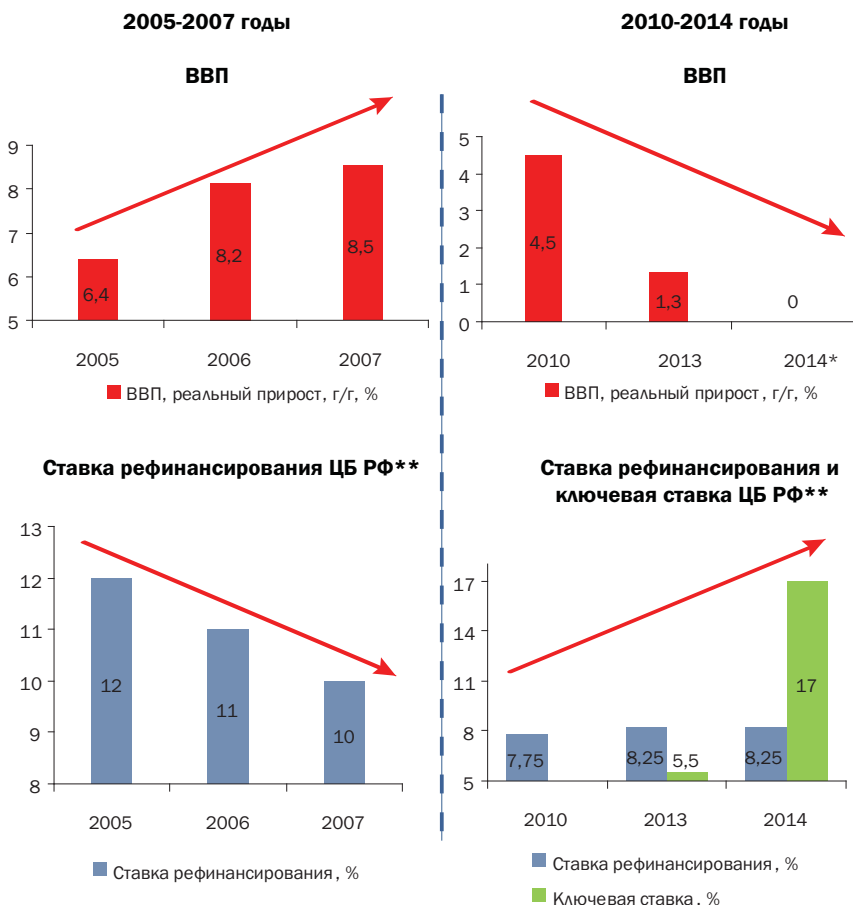 2005-2007 годы
ВВП
9
8
7
6
5
6,4
8,2
8,5
2005 2006 2007
ВВП, реальный прирост, г/г, %
2010-2014 годы
ВВП
5
4
3
2
1
0
4,5
1,3
0
2010 2013 2014*
ВВП, реальный прирост, г/г, %
Ставка рефинансирования ЦБ РФ**
13
12
11
10
9
8
12
11
10
2005 2006 2007
Ставка рефинансирования, %
Ставка рефинансирования и
ключевая ставка ЦБ РФ**
17
14
11
8
5
7,75
8,25
5,5
8,25
17
2010 2013 2014
Ставка рефинансирования, %
Ключевая ставка, %